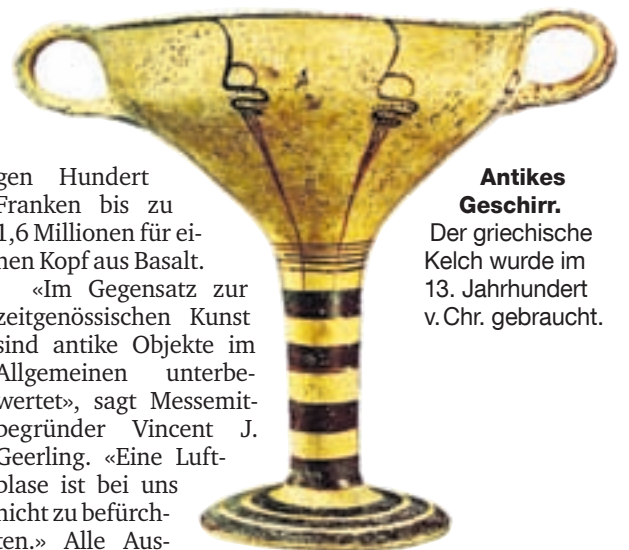 gen Hundert
Franken bis zu
1,6 Millionen für ei-
nen Kopf aus Basalt.
«Im Gegensatz zur
zeitgenössischen Kunst
sind antike Objekte im
Allgemeinen unterbe-
wertet», sagt Messemit-
begründer Vincent J.
Geerling. «Eine Luft-
blase ist bei uns
nicht zu befürch-
ten.» Alle Aus-
Antikes
Geschirr.
Der griechische
Kelch wurde im
13. Jahrhundert
v. Chr. gebraucht.